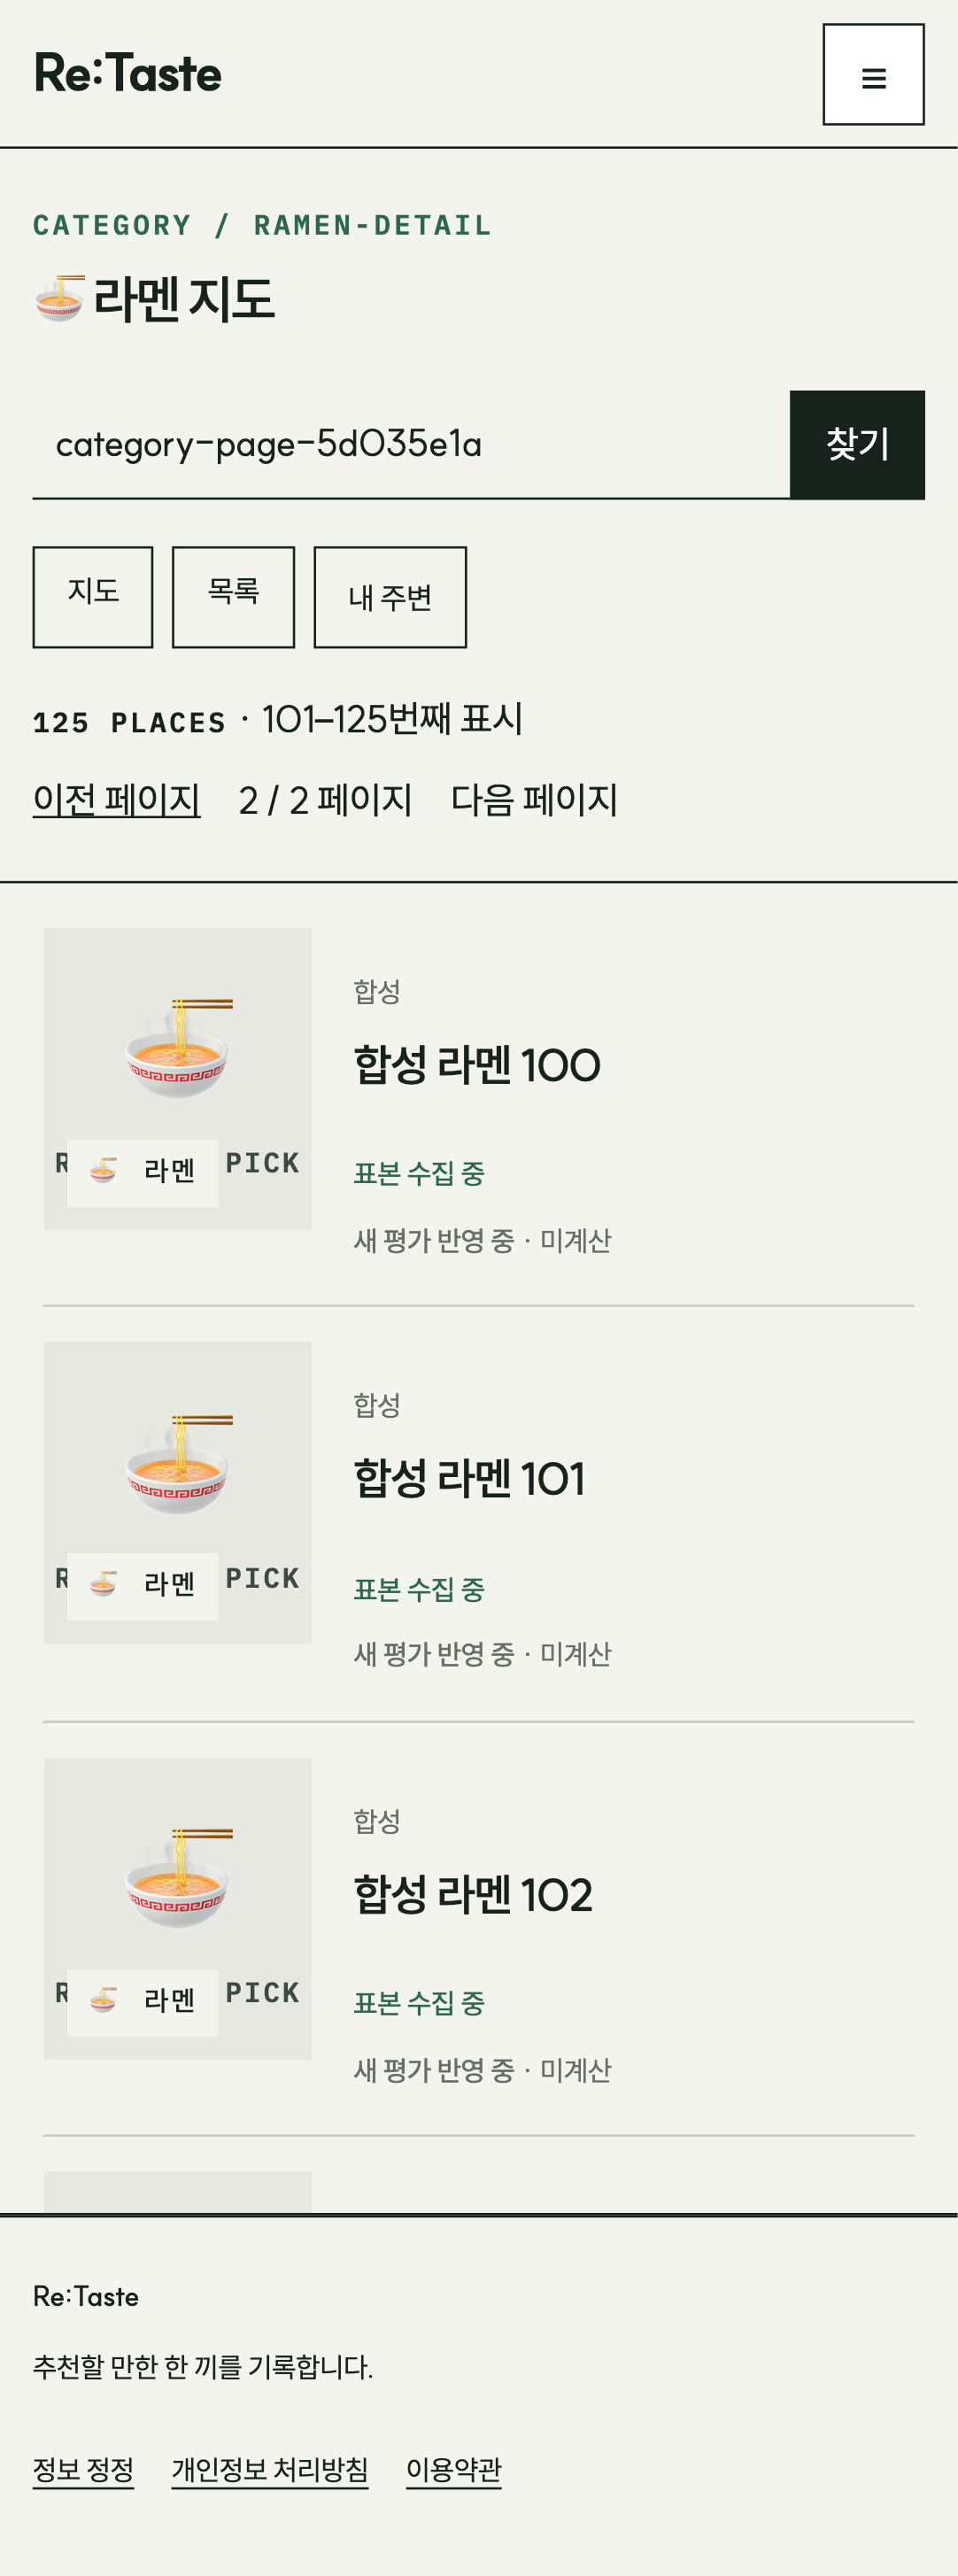 Re:Taste
☰
CATEGORY / RAMEN-DETAIL
🍜 라멘 지도
category-page-5d035e1a
찾기
지도 목록 내 주변
125 PLACES · 101–125번째 표시
이전 페이지 2 / 2 페이지 다음 페이지
합성
합성 라멘 100
🍜 라멘
PICK
표본 수집 중
새 평가 반영 중 · 미계산
합성
합성 라멘 101
🍜 라멘
PICK
표본 수집 중
새 평가 반영 중 · 미계산
합성
합성 라멘 102
🍜 라멘
PICK
표본 수집 중
새 평가 반영 중 · 미계산
Re:Taste
추천할 만한 한 끼를 기록합니다.
정보 정정 개인정보 처리방침 이용약관